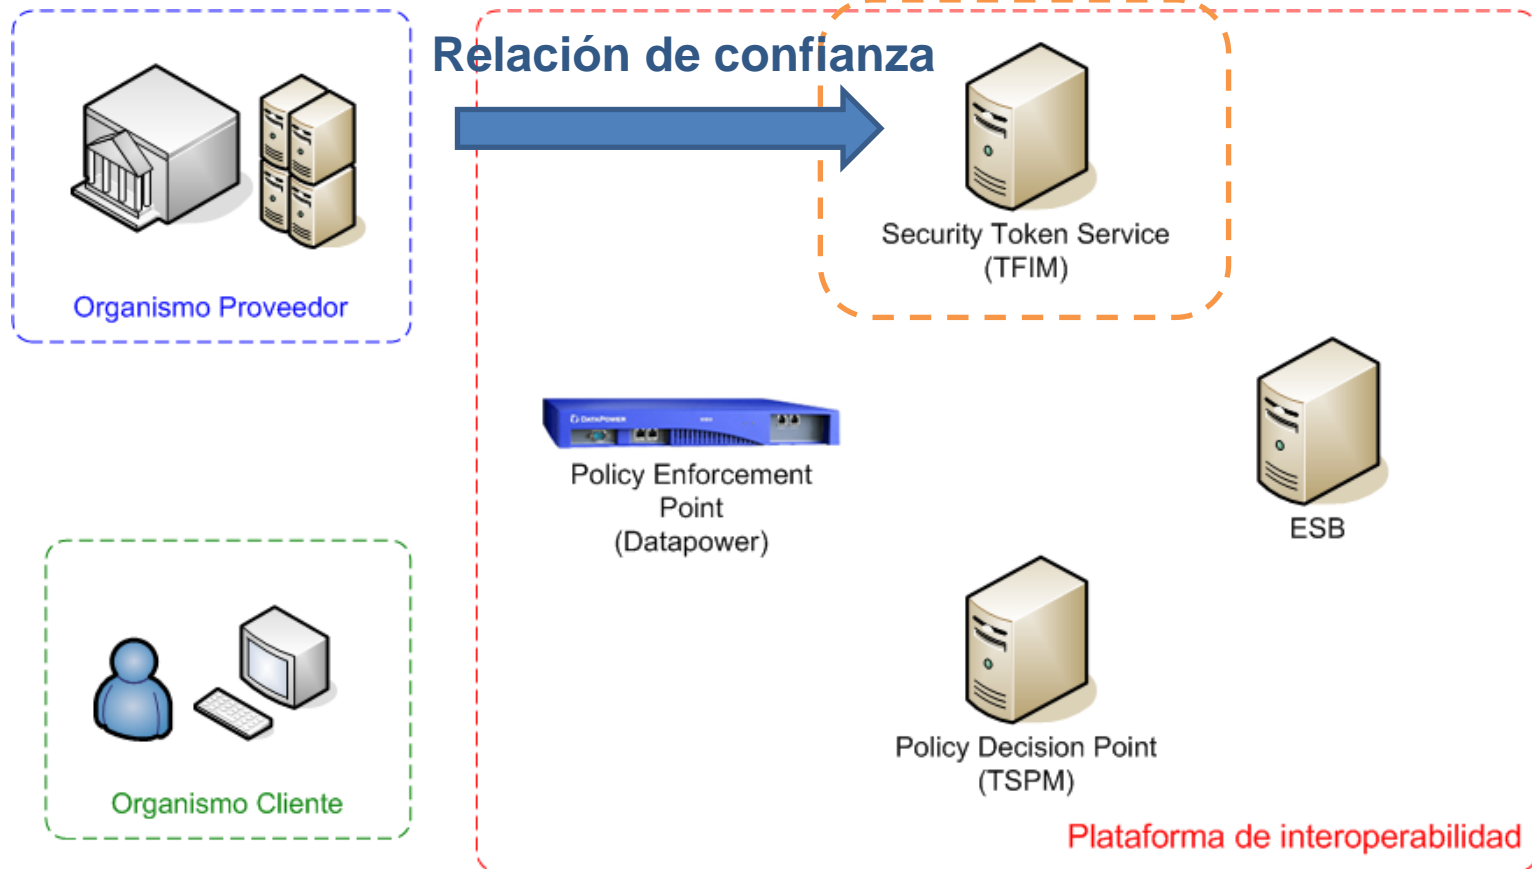 Relación de confianza
Security Token Service
(TFIM)
Organismo Proveedor
DATAPOWER
Policy Enforcement
Point
(Datapower)
ESB
Policy Decision Point
(TSPM)
Organismo Cliente
Plataforma de interoperabilidad